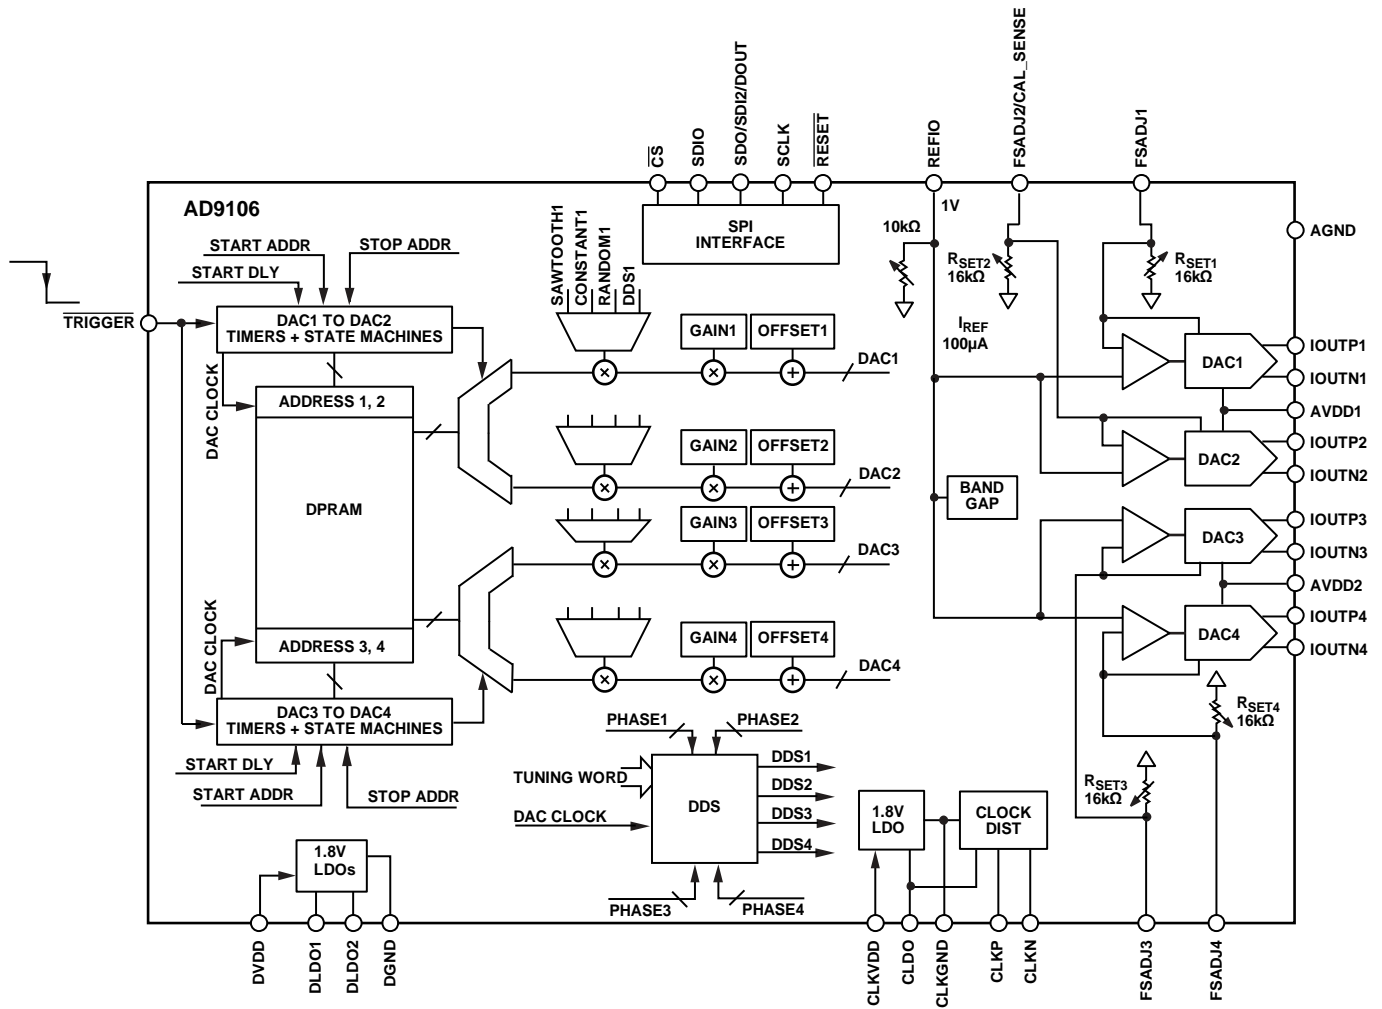 CS
SDIO
SDO/SDI2/DOUT
SCLK
RESET
REFIO
FSADJ2/CAL_SENSE
FSADJ1
AD9106
SPI
INTERFACE
1V
10kΩ
RSET2
16kΩ
RSET1
16kΩ
AGND
START ADDR
STOP ADDR
START DLY
TRIGGER
DAC1 TO DAC2
TIMERS + STATE MACHINES
DAC CLOCK
ADDRESS 1, 2
DPRAM
ADDRESS 3, 4
DAC CLOCK
DAC3 TO DAC4
TIMERS + STATE MACHINES
START DLY
START ADDR
STOP ADDR
SAWTOOTH1
CONSTANT1
RANDOM1
DDS1
GAIN1
OFFSET1
DAC1
GAIN2
OFFSET2
DAC2
GAIN3
OFFSET3
DAC3
GAIN4
OFFSET4
DAC4
IREF
100µA
BAND
GAP
DAC1
DAC2
DAC3
DAC4
IOUTP1
IOUTN1
AVDD1
IOUTP2
IOUTN2
IOUTP3
IOUTN3
AVDD2
IOUTP4
IOUTN4
RSET4
16kΩ
RSET3
16kΩ
PHASE1
PHASE2
TUNING WORD
DAC CLOCK
DDS
DDS1
DDS2
DDS3
DDS4
PHASE3
PHASE4
1.8V
LDOs
1.8V
LDO
CLOCK
DIST
DVDD
DLDO1
DLDO2
DGND
CLKVDD
CLDO
CLKGND
CLKP
CLKN
FSADJ3
FSADJ4